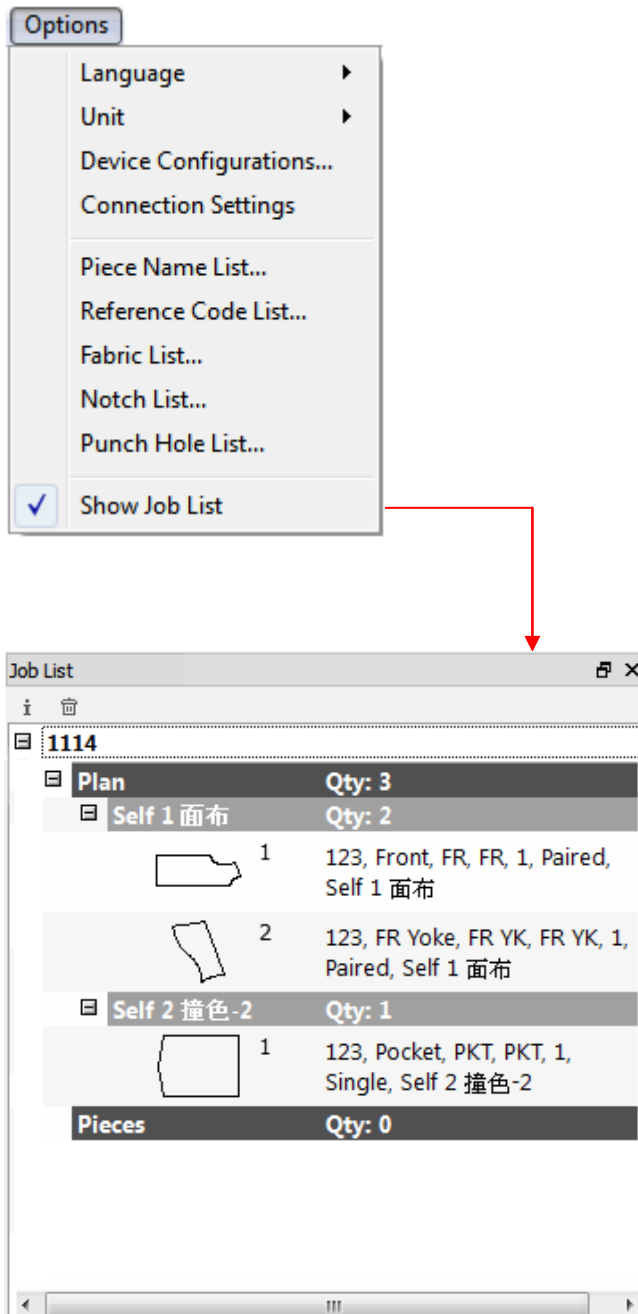 Options
Language
Unit
Device Configurations...
Connection Settings
Piece Name List...
Reference Code List...
Fabric List...
Notch List...
Punch Hole List...
Show Job List
Job List
1114
Plan Qty: 3
Self 1 面布 Qty: 2
1 123, Front, FR, FR, 1, Paired,
Self 1 面布
2 123, FR Yoke, FR YK, FR YK, 1,
Paired, Self 1 面布
Self 2 撞色-2 Qty: 1
1 123, Pocket, PKT, PKT, 1,
Single, Self 2 撞色-2
Pieces Qty: 0